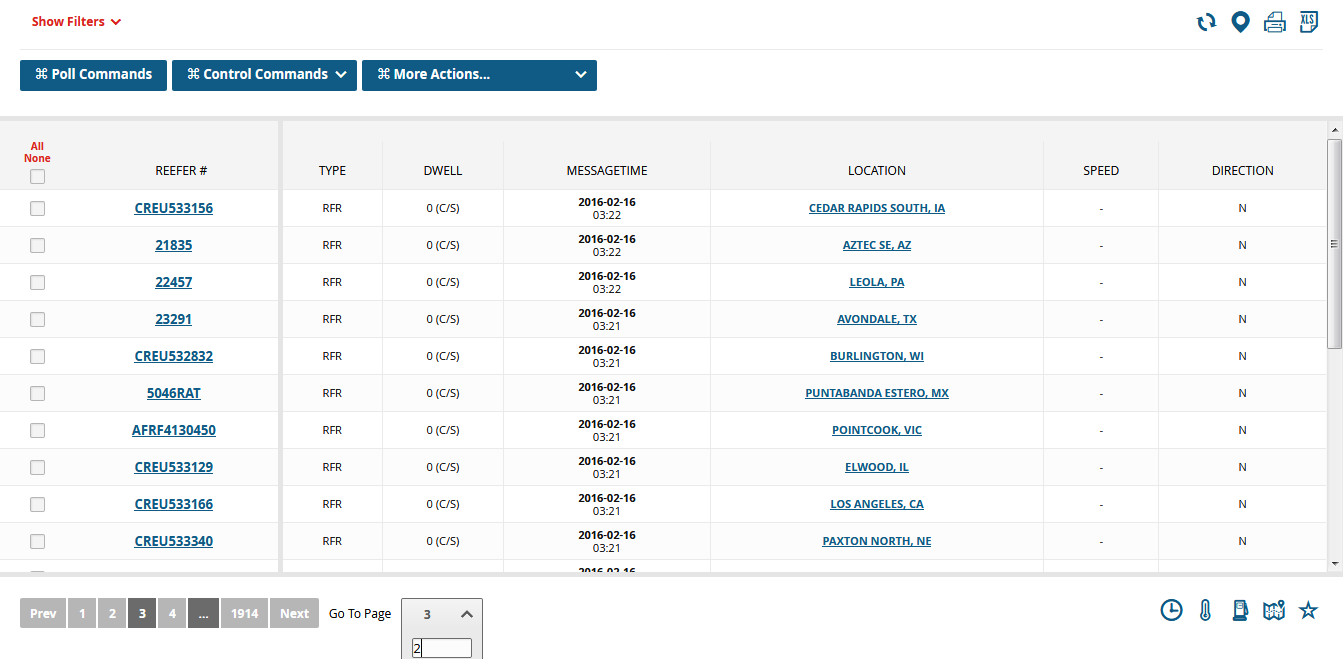 Show Filters
XLS
⌘ Poll Commands ⌘ Control Commands ⌘ More Actions...
All
None
REEFER # TYPE DWELL MESSAGETIME LOCATION SPEED DIRECTION
CREU533156 RFR 0 (C/S) 2016-02-16 03:22 CEDAR RAPIDS SOUTH, IA - N
21835 RFR 0 (C/S) 2016-02-16 03:22 AZTEC SE, AZ - N
22457 RFR 0 (C/S) 2016-02-16 03:22 LEOLA, PA - N
23291 RFR 0 (C/S) 2016-02-16 03:21 AVONDALE, TX - N
CREU532832 RFR 0 (C/S) 2016-02-16 03:21 BURLINGTON, WI - N
5046RAT RFR 0 (C/S) 2016-02-16 03:21 PUNTABANDA ESTERO, MX - N
AFRF4130450 RFR 0 (C/S) 2016-02-16 03:21 POINTCOOK, VIC - N
CREU533129 RFR 0 (C/S) 2016-02-16 03:21 ELWOOD, IL - N
CREU533166 RFR 0 (C/S) 2016-02-16 03:21 LOS ANGELES, CA - N
CREU533340 RFR 0 (C/S) 2016-02-16 03:21 PAXTON NORTH, NE - N
2016-02-16
Prev 1 2 3 4 ... 1914 Next Go To Page 3
2